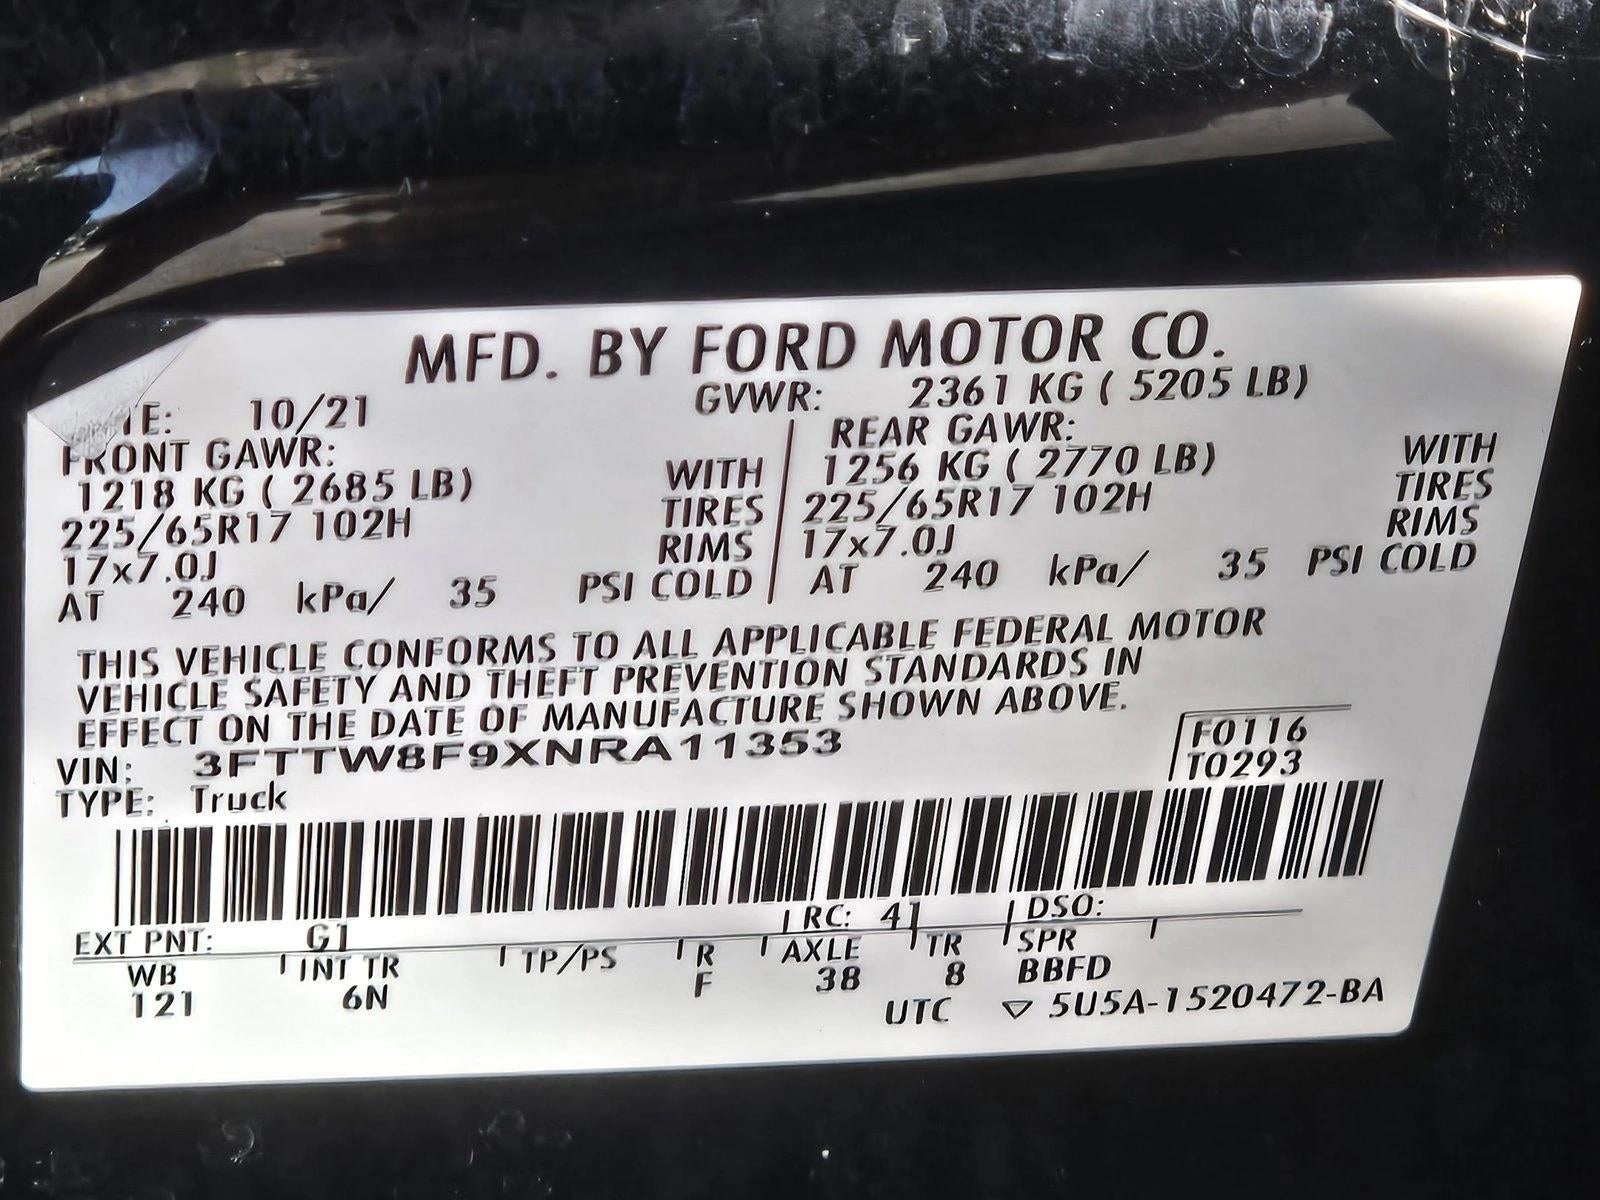 MFD. BY FORD MOTOR CO.
TE: 10/21 GVWR: 2361 KG ( 5205 LB)
FRONT GAWR: REAR GAWR:
1218 KG ( 2685 LB) WITH 1256 KG ( 2770 LB) WITH
225/65R17 102H TIRES 225/65R17 102H TIRES
17x7.0J RIMS 17x7.0J RIMS
AT 240 kPa/ 35 PSI COLD AT 240 kPa/ 35 PSI COLD
THIS VEHICLE CONFORMS TO ALL APPLICABLE FEDERAL MOTOR
VEHICLE SAFETY AND THEFT PREVENTION STANDARDS IN
EFFECT ON THE DATE OF MANUFACTURE SHOWN ABOVE.
VIN: 3FTTW8F9XNRA11353 F0116
TYPE: Truck T0293
EXT PNT: G1 RC: 41 DSO:
WB INT TR TP/PS R AXLE TR SPR
121 6N F 38 8 BBFD
UTC ▽ 5U5A-1520472-BA